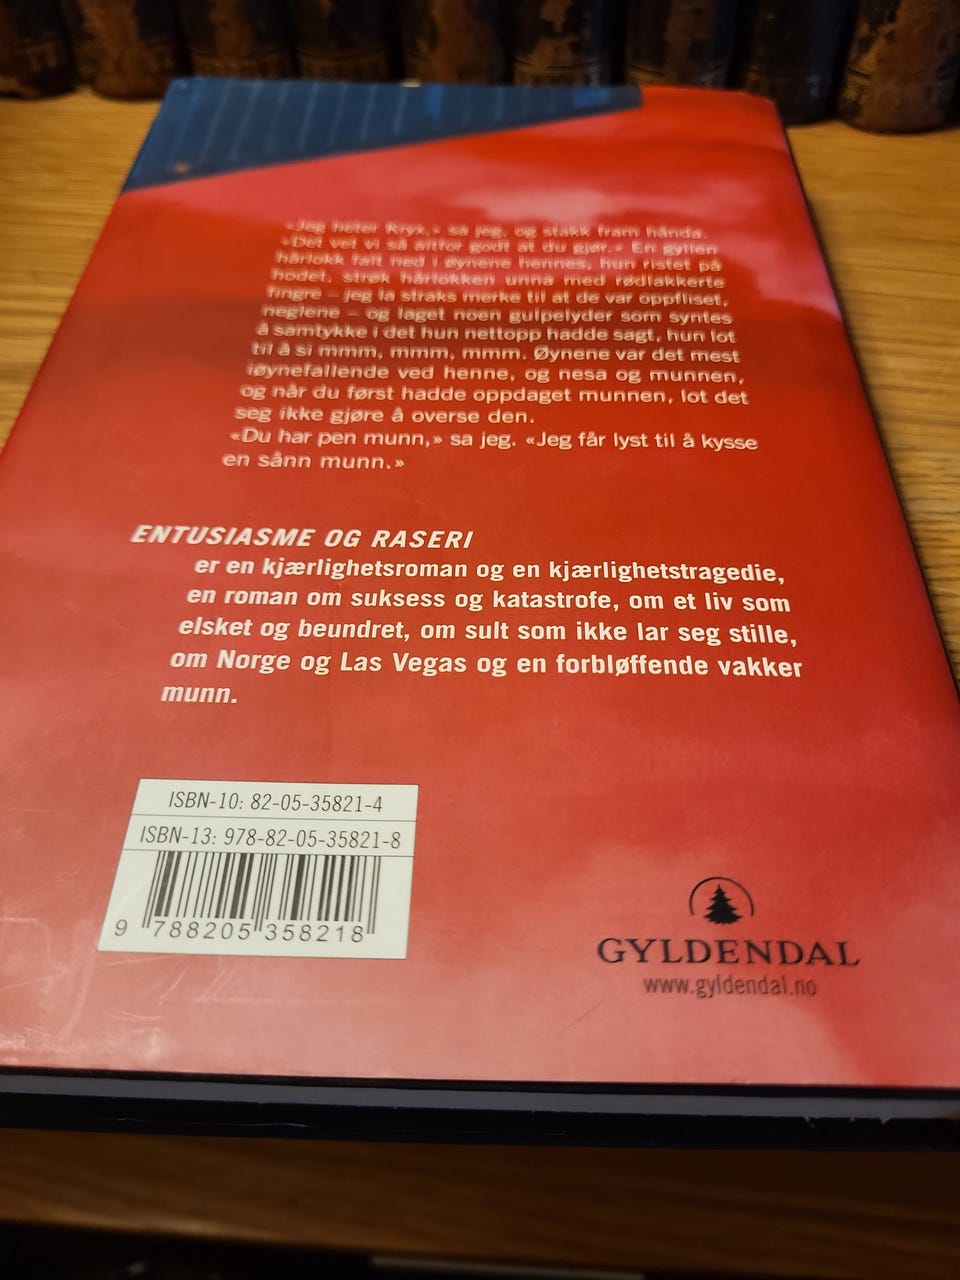 «Jeg heter Kryx,» sa jeg, og stakk fram hånda.
«Det vet vi så altfor godt at du gjør.» En gyllen
hårlokk falt ned i øynene hennes, hun ristet på
hodet, strøk hårlokken unna med rødlakkerte
fingre – jeg la straks merke til at de var oppfliset,
neglene – og laget noen gulpelyder som syntes
å samtykke i det hun nettopp hadde sagt, hun lot
til å si mmm, mmm, mmm. Øynene var det mest
iøynefallende ved henne, og nesa og munnen,
og når du først hadde oppdaget munnen, lot det
seg ikke gjøre å overse den.
«Du har pen munn,» sa jeg. «Jeg får lyst til å kysse
en sånn munn.»
ENTUSIASME OG RASERI
er en kjærlighetsroman og en kjærlighetstragedie,
en roman om suksess og katastrofe, om et liv som
elsket og beundret, om sult som ikke lar seg stille,
om Norge og Las Vegas og en forbløffende vakker
munn.
ISBN-10: 82-05-35821-4
ISBN-13: 978-82-05-35821-8
9 788205 358218
GYLDENDAL
www.gyldendal.no